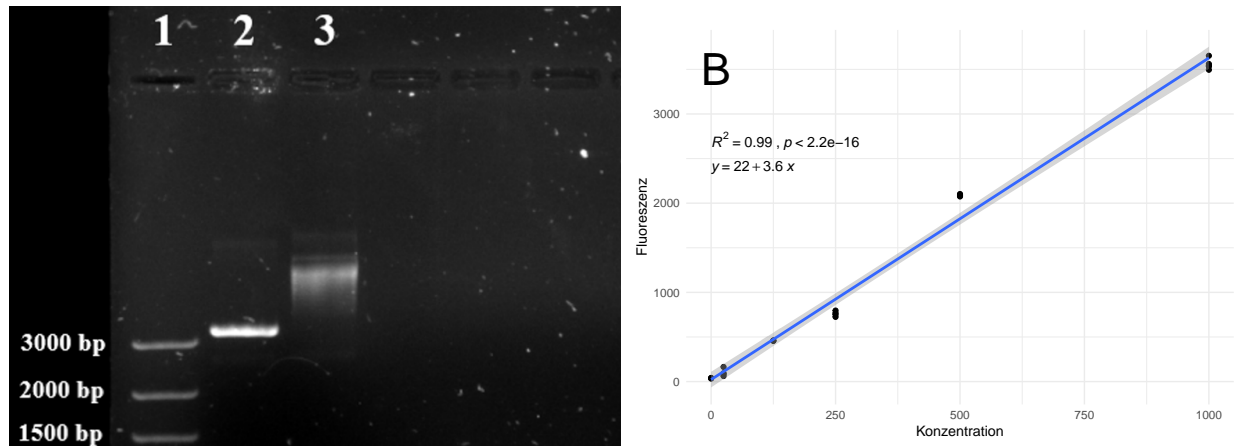 1 2 3
3000 bp
2000 bp
1500 bp
B
R2 = 0.99 , p < 2.2e−16
y = 22 + 3.6 x
Fluoreszenz
3000
2000
1000
0
0 250 500 750 1000
Konzentration